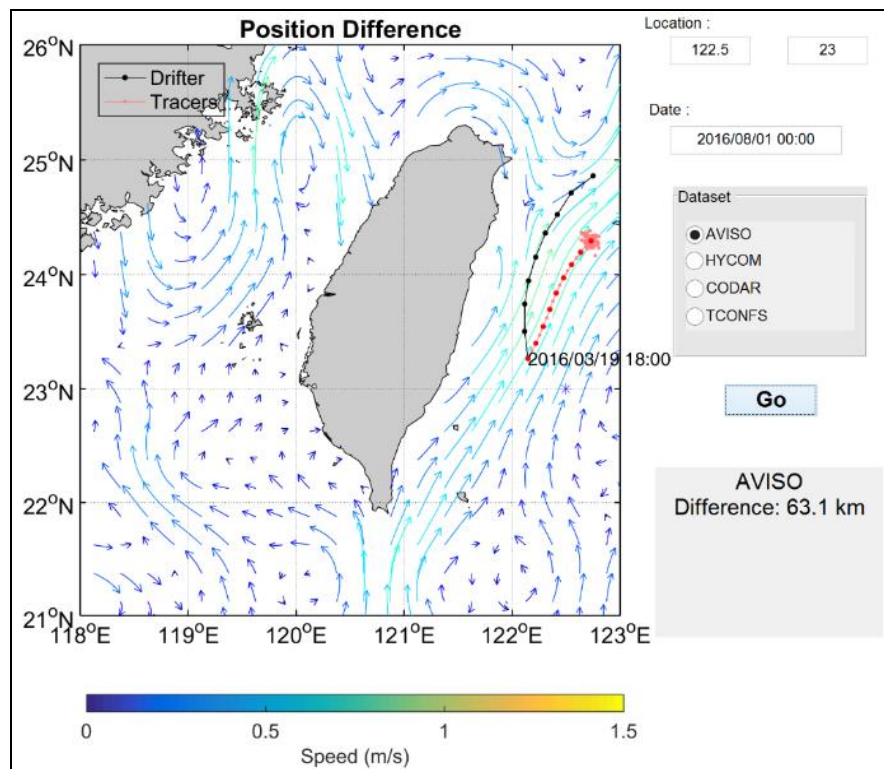 Position Difference
Location :
122.5
23
Date :
2016/08/01 00:00
Dataset
AVISO
HYCOM
CODAR
TCONFS
Go
AVISO
Difference: 63.1 km
Drifter
Tracers
26°N
25°N
24°N
23°N
22°N
21°N
2016/03/19 18:00
118°E
119°E
120°E
121°E
122°E
123°E
0
0.5
1
1.5
Speed (m/s)